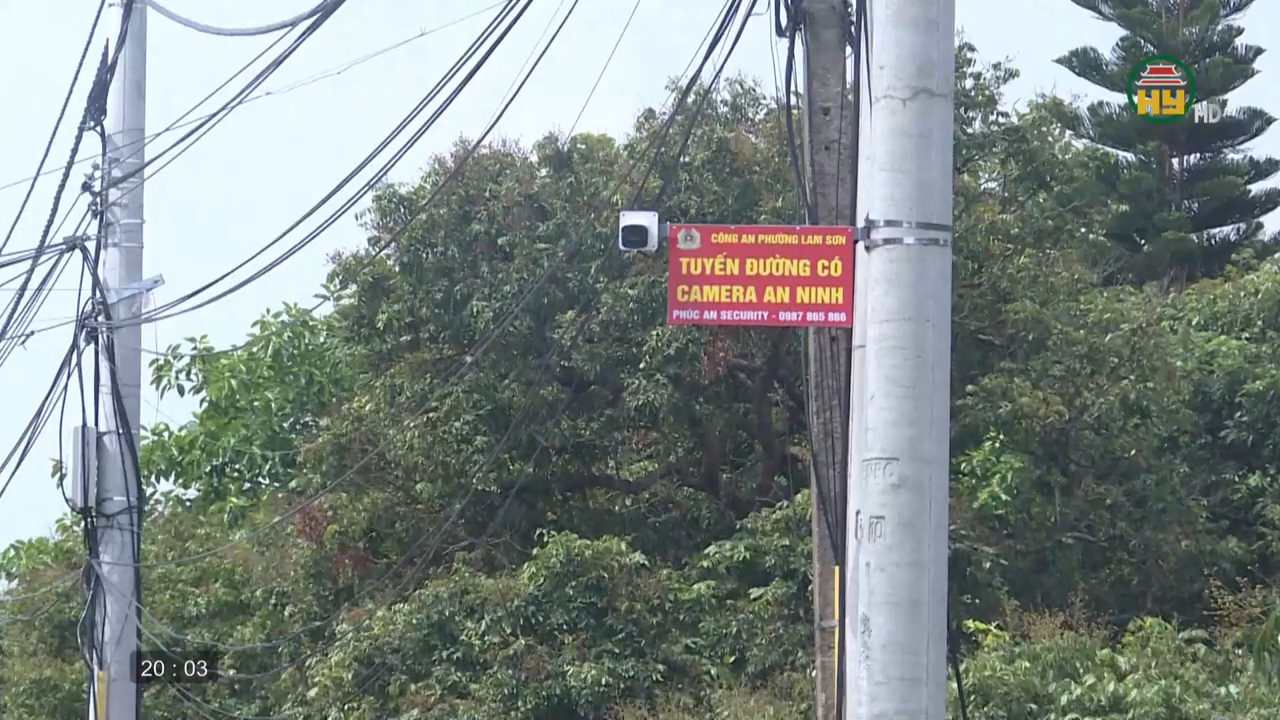 HY
MD
CÔNG AN PHƯỜNG LAM SƠN
TUYẾN ĐƯỜNG CÓ
CAMERA AN NINH
PHÚC AN SECURITY - 0987 865 866
20 : 03